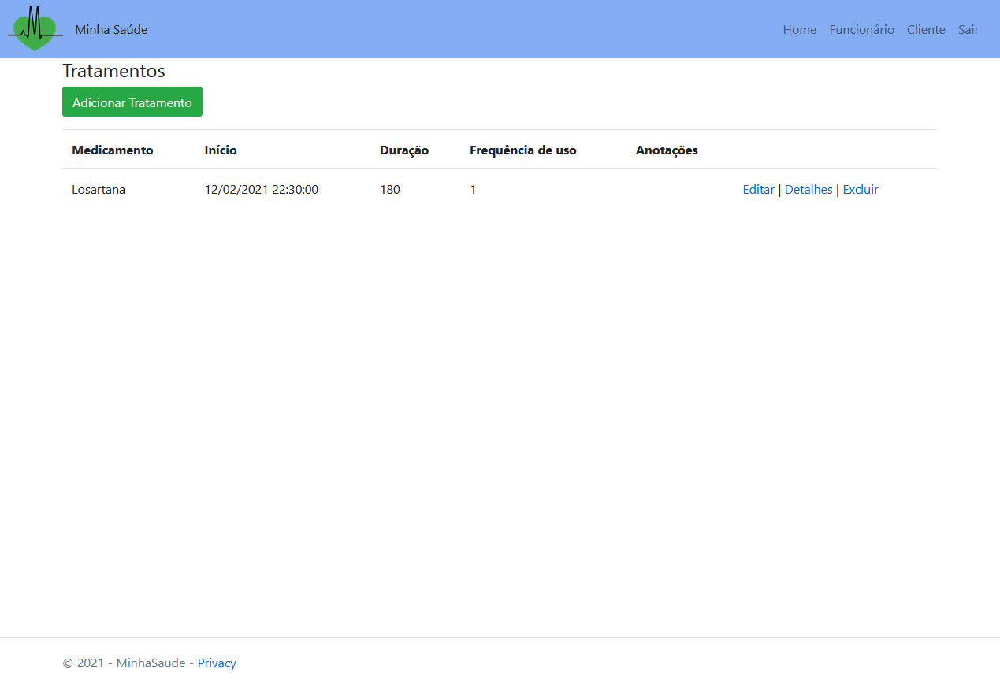 Minha Saúde Home Funcionário Cliente Sair
Tratamentos
Adicionar Tratamento
Medicamento Início Duração Frequência de uso Anotações
Losartana 12/02/2021 22:30:00 180 1 Editar | Detalhes | Excluir
© 2021 - MinhaSaude - Privacy